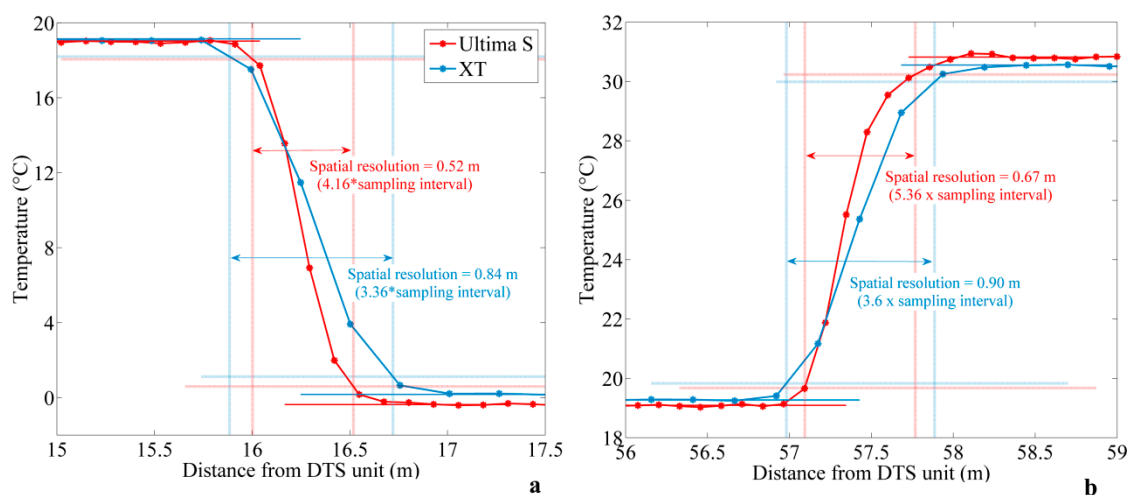 20
16
12
8
4
0
Temperature (°C)
Ultima S
XT
Spatial resolution = 0.52 m
(4.16*sampling interval)
Spatial resolution = 0.84 m
(3.36*sampling interval)
15
15.5
16
16.5
17
17.5
Distance from DTS unit (m)
a
32
30
28
26
24
22
20
18
Temperature (°C)
Spatial resolution = 0.67 m
(5.36 x sampling interval)
Spatial resolution = 0.90 m
(3.6 x sampling interval)
56
56.5
57
57.5
58
58.5
59
Distance from DTS unit (m)
b